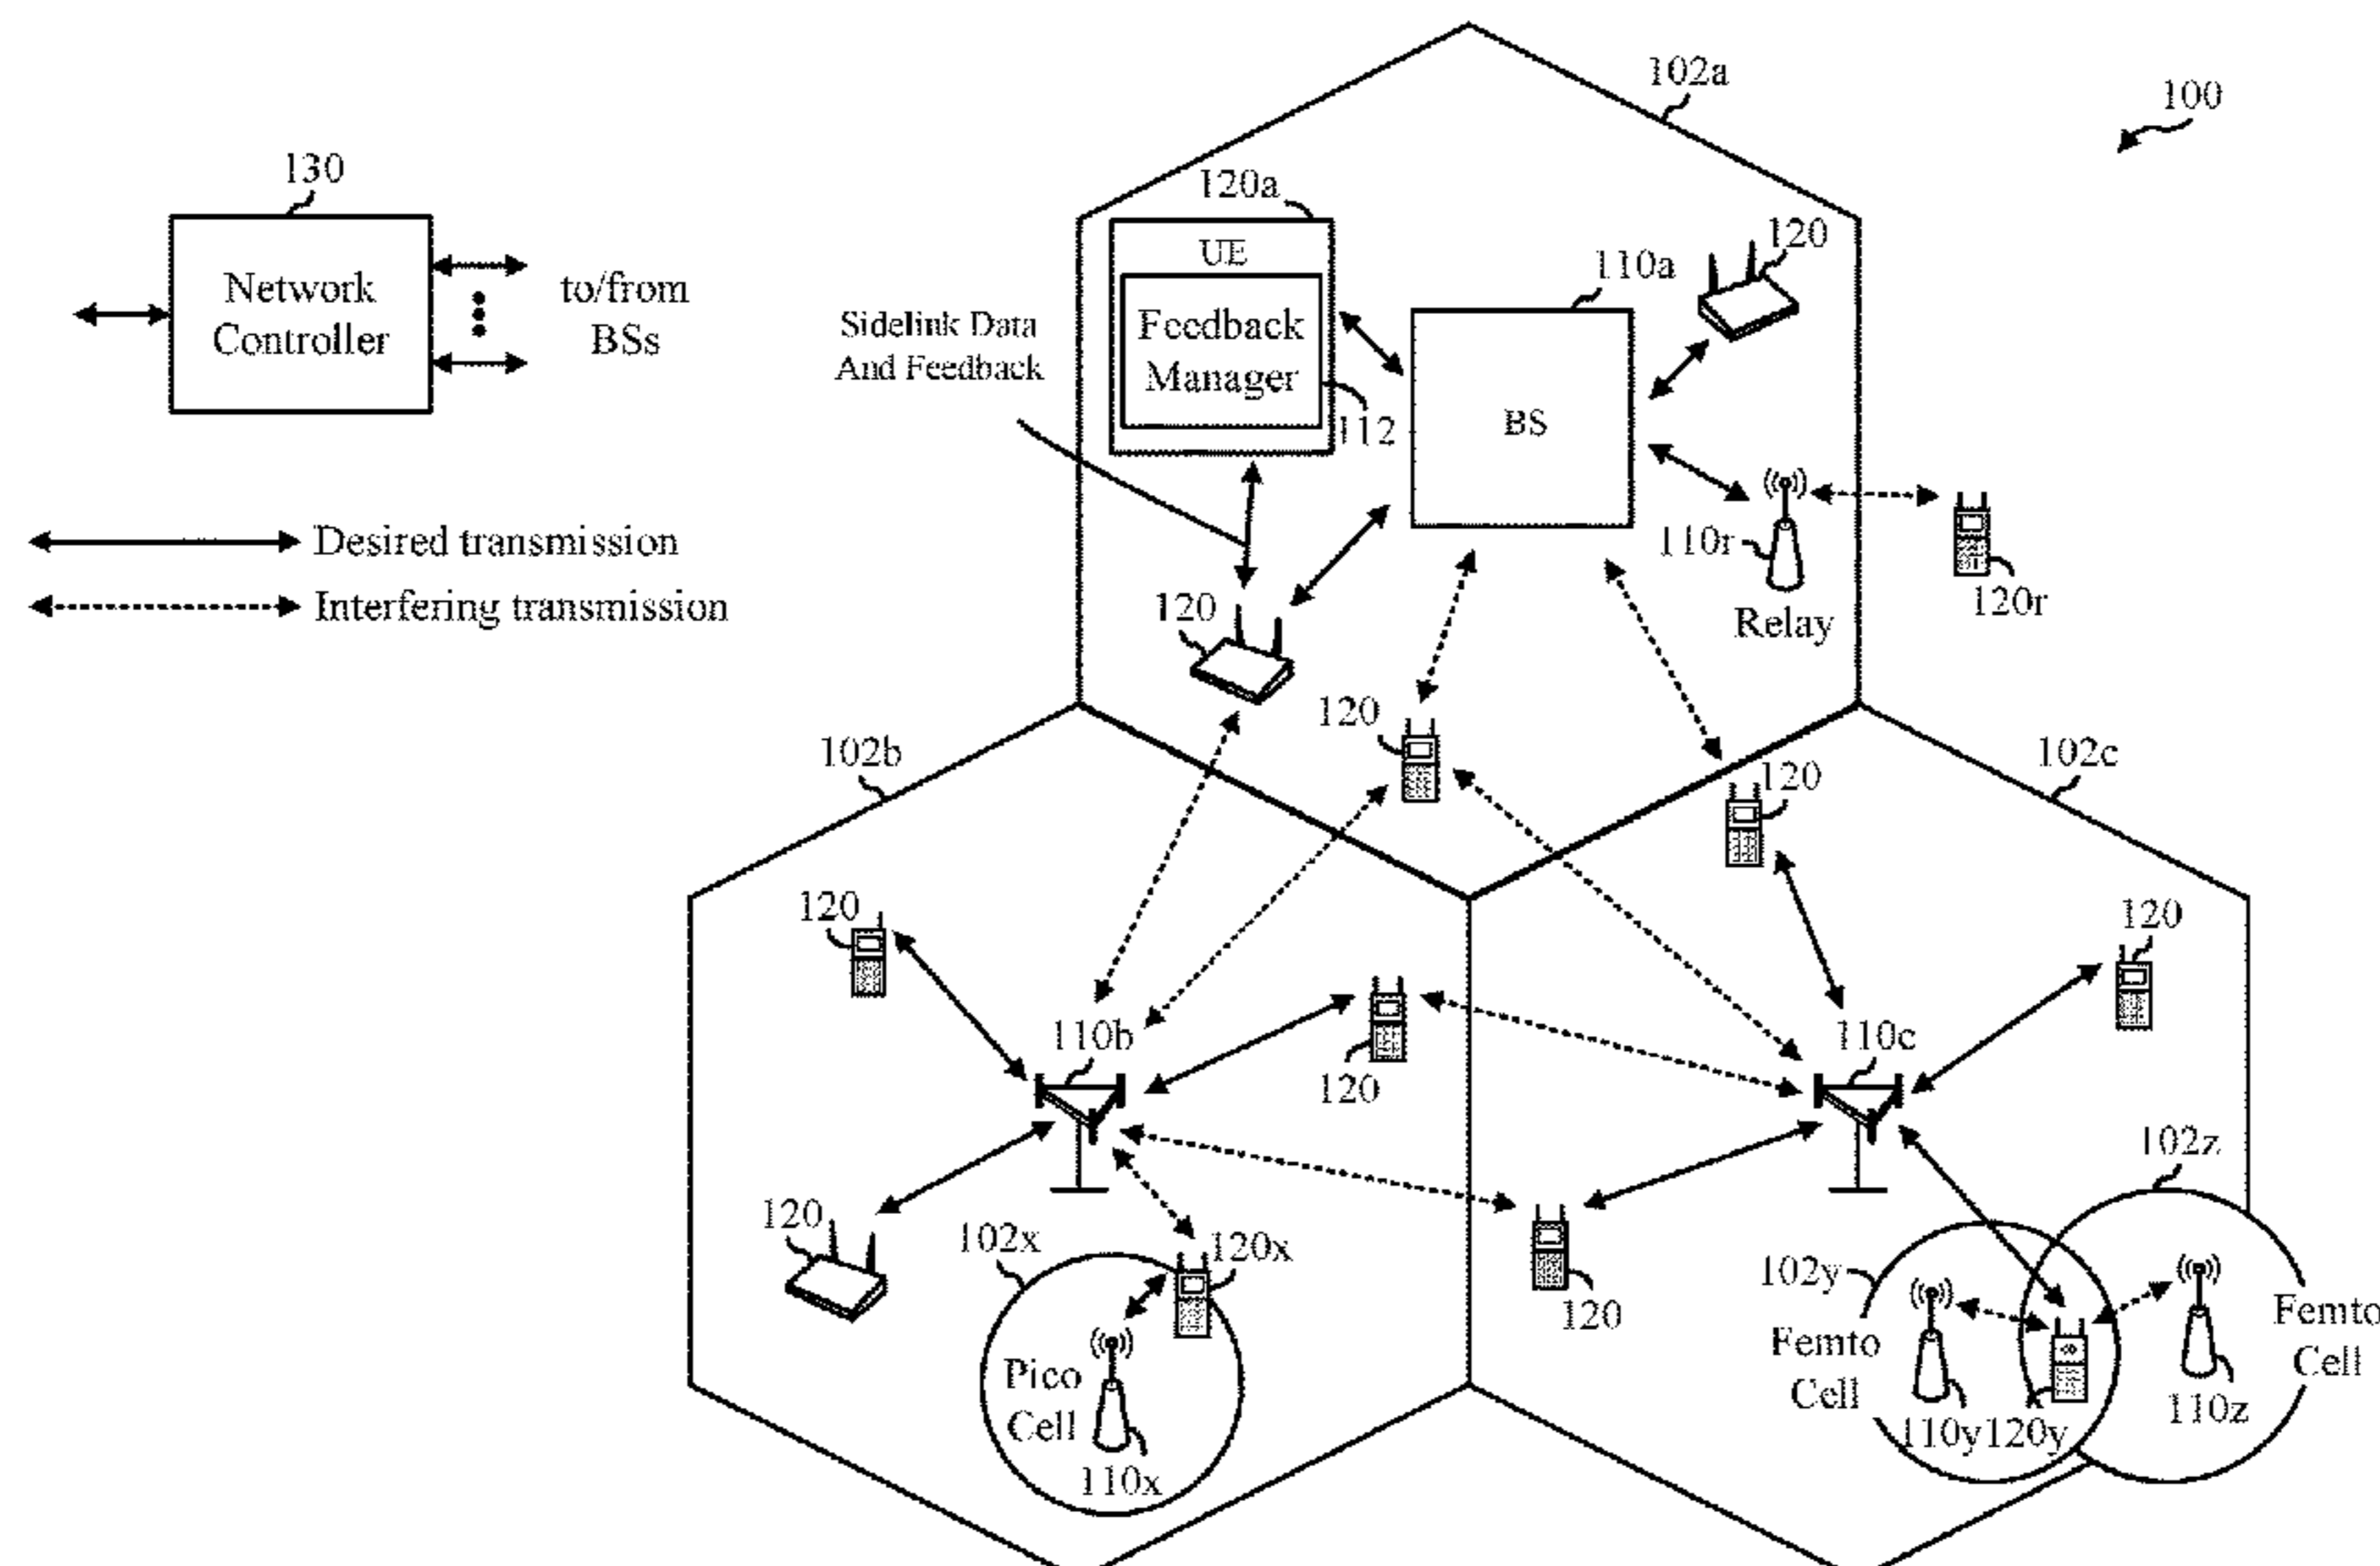 102a
100
130
120a
UE
120
110a
Network
Controller
to/from
BSs
Sidelink Data
And Feedback
Feedback
Manager
112
BS
Desired transmission
110r
120r
Interfering transmission
120
Relay
120
102b
102c
120
120
120
110b
110c
120
102z
120
102x
120x
102y
120
Femto
Cell
Femto
Cell
Pico
Cell
110x
110y
120y
110z